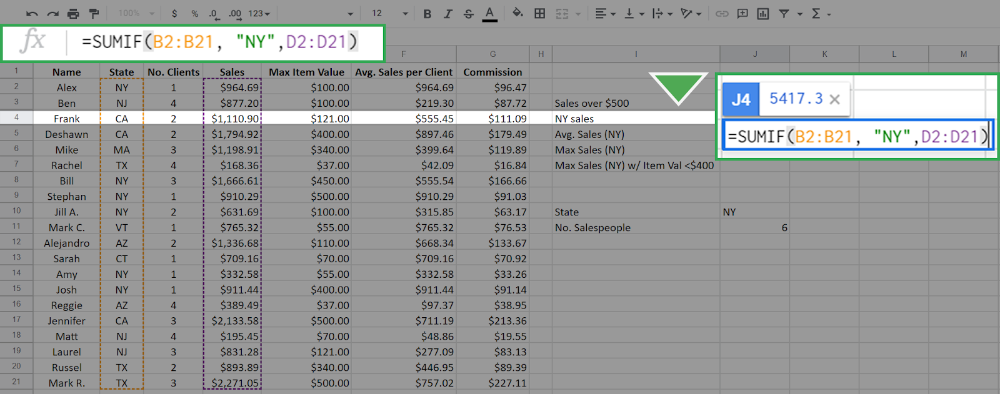 100% $ % .0 .00 123 12 B I S A
fx =SUMIF(B2:B21, "NY",D2:D21)
F G H I J K L M
1 Name State No. Clients Sales Max Item Value Avg. Sales per Client Commission
2 Alex NY 1 $964.69 $100.00 $964.69 $96.47
3 Ben NJ 4 $877.20 $100.00 $219.30 $87.72 Sales over $500
J4 5417.3 ×
4 Frank CA 2 $1,110.90 $121.00 $555.45 $111.09 NY sales
=SUMIF(B2:B21, "NY",D2:D21)
5 Deshawn CA 2 $1,794.92 $400.00 $897.46 $179.49 Avg. Sales (NY)
6 Mike MA 3 $1,198.91 $340.00 $399.64 $119.89 Max Sales (NY)
7 Rachel TX 4 $168.36 $37.00 $42.09 $16.84 Max Sales (NY) w/ Item Val <$400
8 Bill NY 3 $1,666.61 $450.00 $555.54 $166.66
9 Stephan NY 1 $910.29 $500.00 $910.29 $91.03
10 Jill A. NY 2 $631.69 $100.00 $315.85 $63.17 State NY
11 Mark C. VT 1 $765.32 $55.00 $765.32 $76.53 No. Salespeople 6
12 Alejandro AZ 2 $1,336.68 $110.00 $668.34 $133.67
13 Sarah CT 1 $709.16 $70.00 $709.16 $70.92
14 Amy NY 1 $332.58 $55.00 $332.58 $33.26
15 Josh NY 1 $911.44 $400.00 $911.44 $91.14
16 Reggie AZ 4 $389.49 $37.00 $97.37 $38.95
17 Jennifer CA 3 $2,133.58 $500.00 $711.19 $213.36
18 Matt NJ 4 $195.45 $70.00 $48.86 $19.55
19 Laurel NJ 3 $831.28 $121.00 $277.09 $83.13
20 Russel TX 2 $893.89 $340.00 $446.95 $89.39
21 Mark R. TX 3 $2,271.05 $500.00 $757.02 $227.11